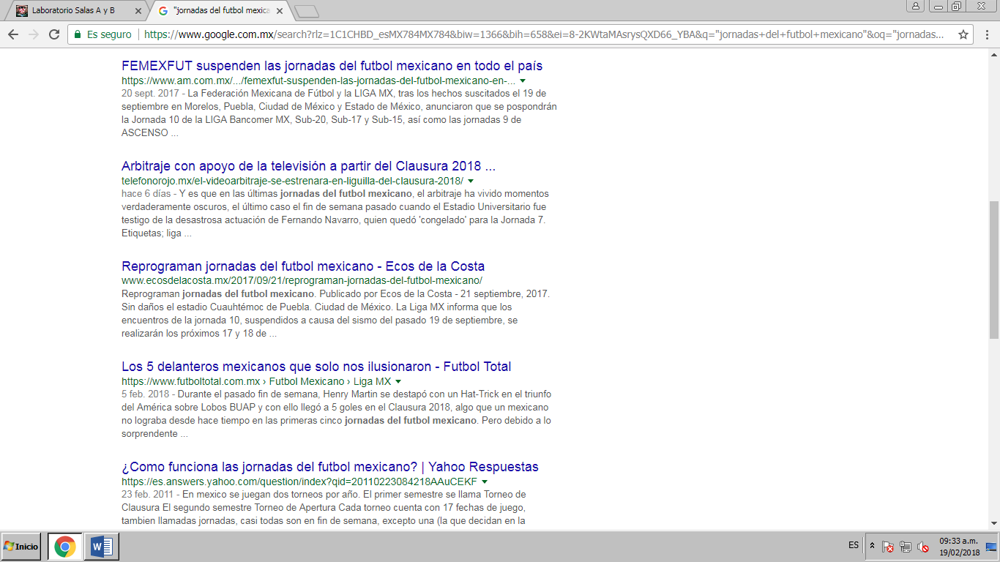 Laboratorio Salas A y B
"jornadas del futbol mexica
Es seguro
https://www.google.com.mx/search?rlz=1C1CHBD_esMX784MX784&biw=1366&bih=658&ei=8-2KWtaMAsrysQXD66_YBA&q="jornadas+del+futbol+mexicano"&oq="jornadas...
FEMEXFUT suspenden las jornadas del futbol mexicano en todo el país
https://www.am.com.mx/.../femexfut-suspenden-las-jornadas-del-futbol-mexicano-en-...
20 sept. 2017 - La Federación Mexicana de Fútbol y la LIGA MX, tras los hechos suscitados el 19 de
septiembre en Morelos, Puebla, Ciudad de México y Estado de México, anunciaron que se pospondrán
la Jornada 10 de la LIGA Bancomer MX, Sub-20, Sub-17 y Sub-15, así como las jornadas 9 de
ASCENSO ...
Arbitraje con apoyo de la televisión a partir del Clausura 2018 ...
telefonorojo.mx/el-videoarbitraje-se-estrenara-en-liguilla-del-clausura-2018/
hace 6 días - Y es que en las últimas jornadas del futbol mexicano, el arbitraje ha vivido momentos
verdaderamente oscuros, el último caso el fin de semana pasado cuando el Estadio Universitario fue
testigo de la desastrosa actuación de Fernando Navarro, quien quedó 'congelado' para la Jornada 7.
Etiquetas; liga ...
Reprograman jornadas del futbol mexicano - Ecos de la Costa
www.ecosdelacosta.mx/2017/09/21/reprograman-jornadas-del-futbol-mexicano/
Reprograman jornadas del futbol mexicano. Publicado por Ecos de la Costa - 21 septiembre, 2017.
Sin daños el estadio Cuauhtémoc de Puebla. Ciudad de México. La Liga MX informa que los
encuentros de la jornada 10, suspendidos a causa del sismo del pasado 19 de septiembre, se
realizarán los próximos 17 y 18 de ...
Los 5 delanteros mexicanos que solo nos ilusionaron - Futbol Total
https://www.futboltotal.com.mx › Futbol Mexicano › Liga MX
5 feb. 2018 - Durante el pasado fin de semana, Henry Martin se destapó con un Hat-Trick en el triunfo
del América sobre Lobos BUAP y con ello llegó a 5 goles en el Clausura 2018, algo que un mexicano
no lograba desde hace tiempo en las primeras cinco jornadas del futbol mexicano. Pero debido a lo
sorprendente ...
¿Como funciona las jornadas del futbol mexicano? | Yahoo Respuestas
https://es.answers.yahoo.com/question/index?qid=20110223084218AAuCEKF
23 feb. 2011 - En mexico se juegan dos torneos por año. El primer semestre se llama Torneo de
Clausura El segundo semestre Torneo de Apertura Cada torneo cuenta con 17 fechas de juego,
tambien llamadas jornadas, casi todas son en fin de semana, excepto una (la que decidan en la
Inicio
ES
09:33 a.m.
19/02/2018